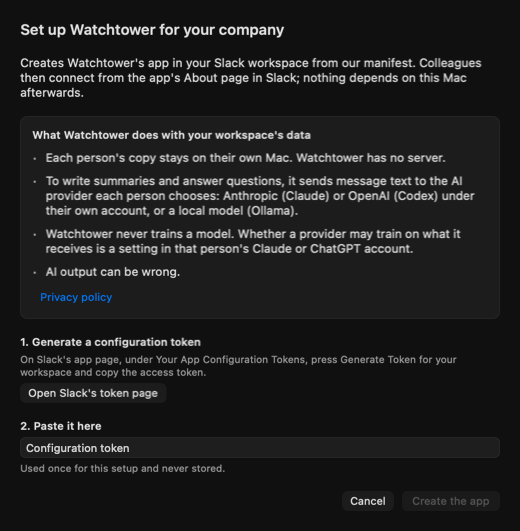 Set up Watchtower for your company
Creates Watchtower's app in your Slack workspace from our manifest. Colleagues
then connect from the app's About page in Slack; nothing depends on this Mac
afterwards.
What Watchtower does with your workspace's data
• Each person's copy stays on their own Mac. Watchtower has no server.
• To write summaries and answer questions, it sends message text to the AI
provider each person chooses: Anthropic (Claude) or OpenAI (Codex) under
their own account, or a local model (Ollama).
• Watchtower never trains a model. Whether a provider may train on what it
receives is a setting in that person's Claude or ChatGPT account.
• AI output can be wrong.
Privacy policy
1. Generate a configuration token
On Slack's app page, under Your App Configuration Tokens, press Generate Token for your
workspace and copy the access token.
Open Slack's token page
2. Paste it here
Configuration token
Used once for this setup and never stored.
Cancel
Create the app